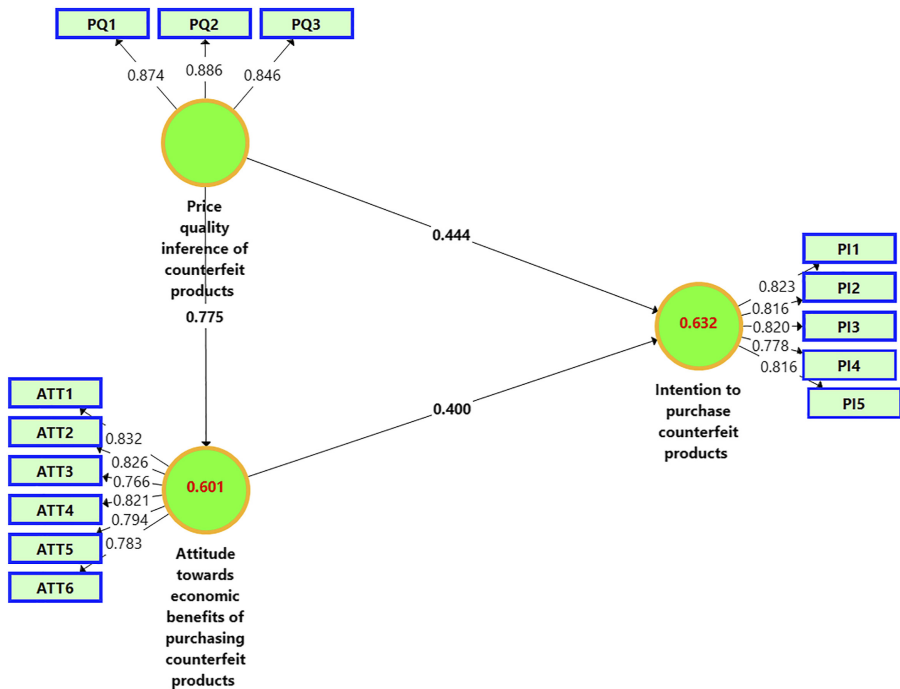 PQ1 PQ2 PQ3
0.874 0.886 0.846
Price
quality
inference of
counterfeit
products
0.444
0.775
PI1
PI2
PI3
PI4
PI5
0.823
0.816
0.820
0.778
0.816
0.632
Intention to
purchase
counterfeit
products
0.400
ATT1
ATT2
ATT3
ATT4
ATT5
ATT6
0.832
0.826
0.766
0.821
0.794
0.783
0.601
Attitude
towards
economic
benefits of
purchasing
counterfeit
products